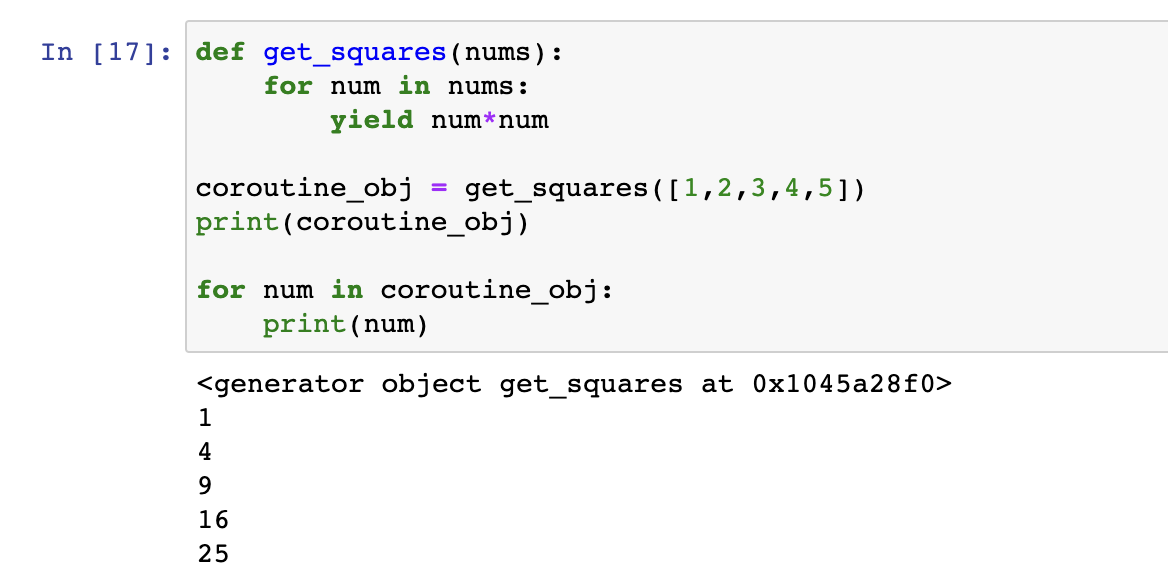 In [17]: def get_squares(nums):
    for num in nums:
        yield num*num

coroutine_obj = get_squares([1,2,3,4,5])
print(coroutine_obj)

for num in coroutine_obj:
    print(num)
<generator object get_squares at 0x1045a28f0>
1
4
9
16
25